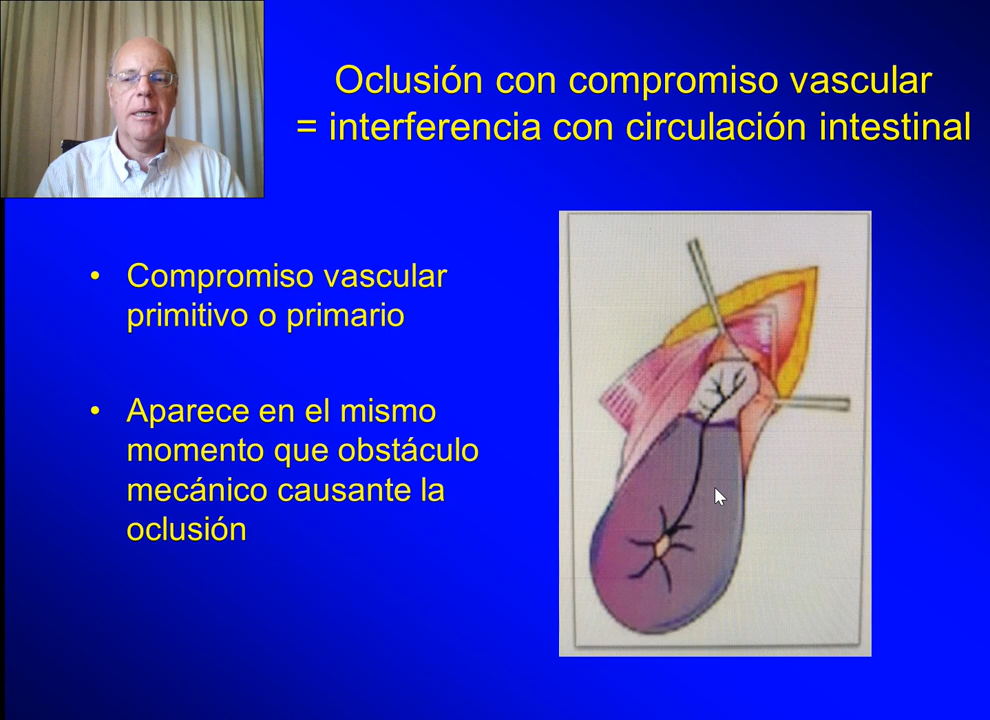 Oclusión con compromiso vascular
= interferencia con circulación intestinal
• Compromiso vascular
primitivo o primario
• Aparece en el mismo
momento que obstáculo
mecánico causante la
oclusión